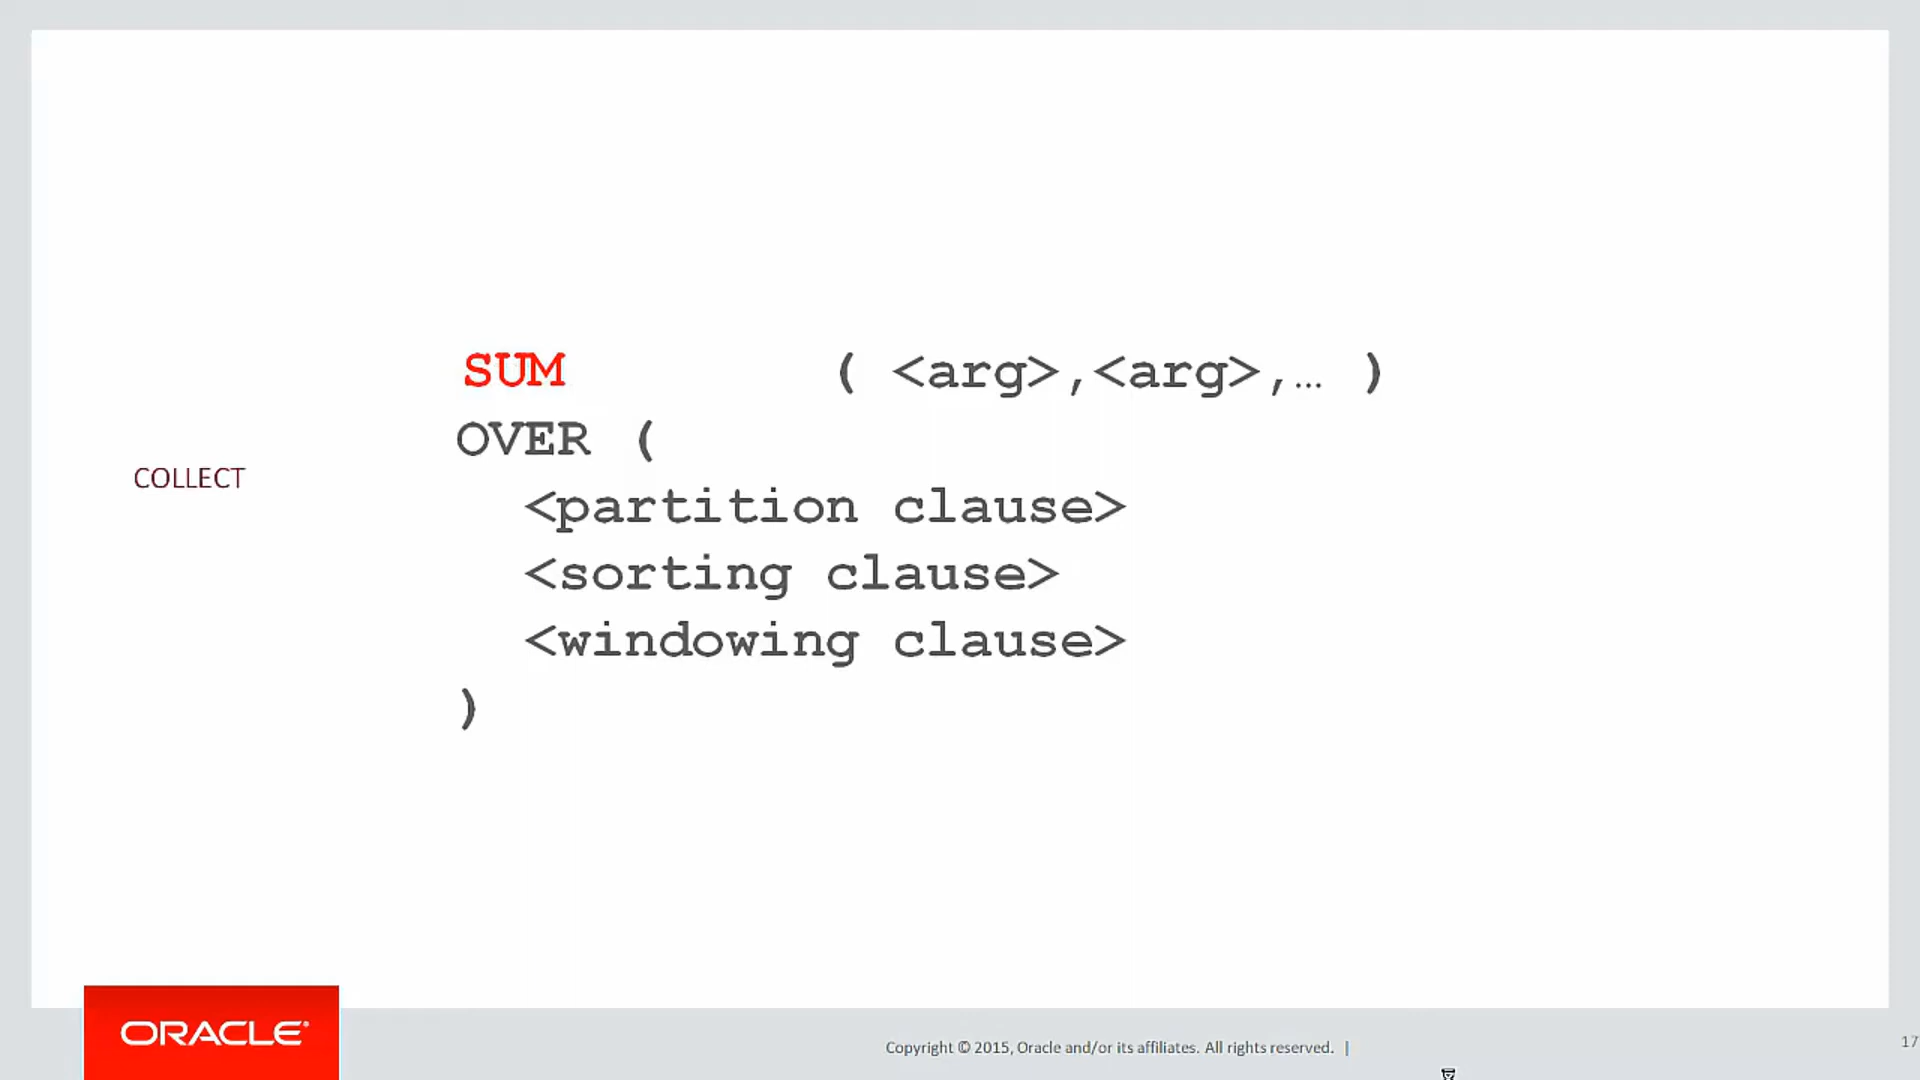 SUM ( <arg>,<arg>,… )
OVER (
COLLECT
<partition clause>
<sorting clause>
<windowing clause>
)
ORACLE®
Copyright © 2015, Oracle and/or its affiliates. All rights reserved. |
17